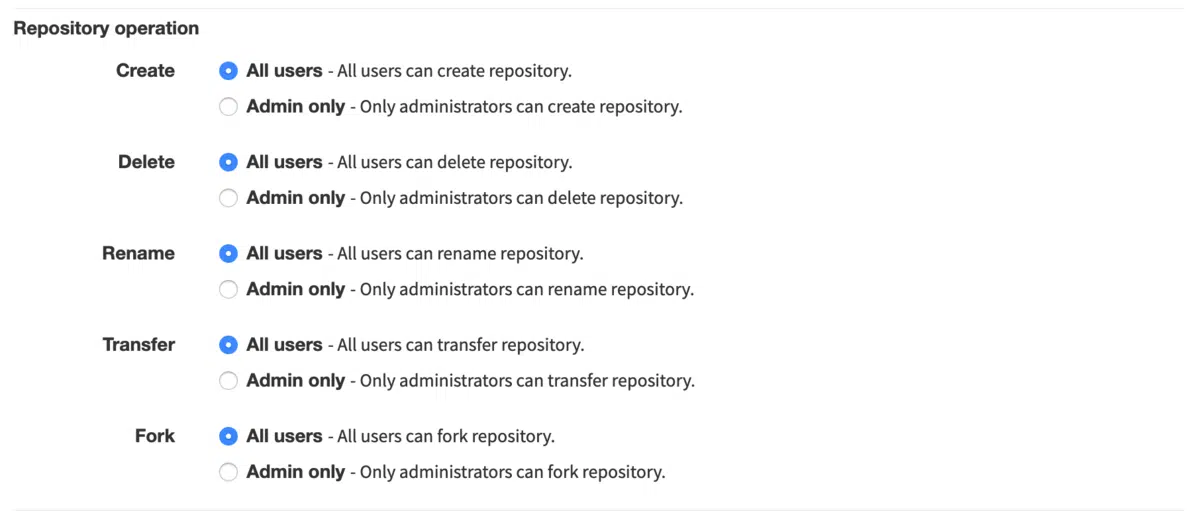 Repository operation
Create All users - All users can create repository.
Admin only - Only administrators can create repository.
Delete All users - All users can delete repository.
Admin only - Only administrators can delete repository.
Rename All users - All users can rename repository.
Admin only - Only administrators can rename repository.
Transfer All users - All users can transfer repository.
Admin only - Only administrators can transfer repository.
Fork All users - All users can fork repository.
Admin only - Only administrators can fork repository.